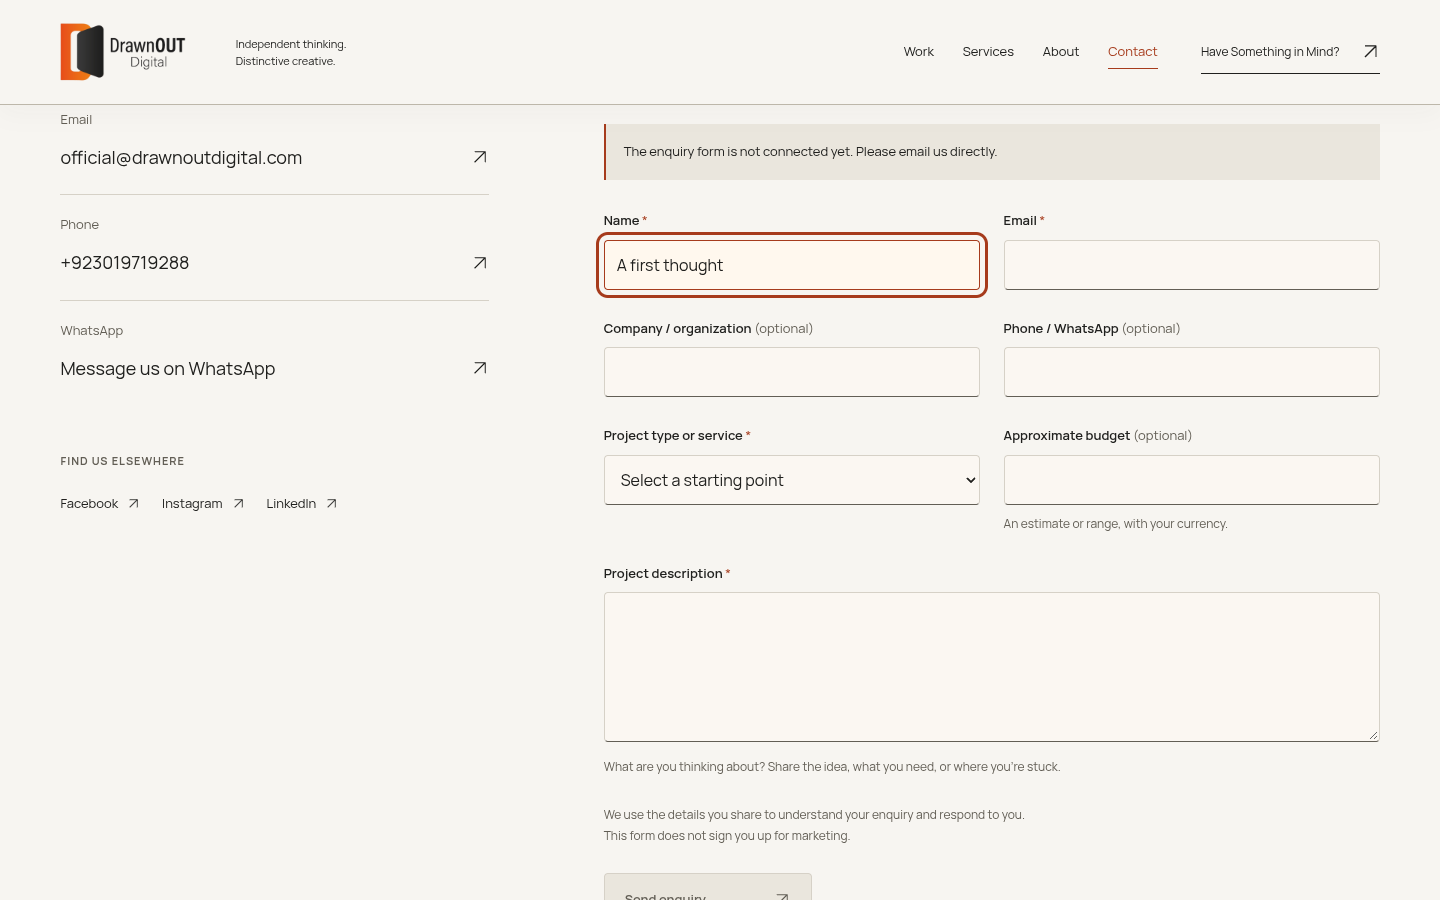 DrawnOUT
Digital
Independent thinking.
Distinctive creative.
Work
Services
About
Contact
Have Something in Mind?
Email
official@drawnoutdigital.com
Phone
+923019719288
WhatsApp
Message us on WhatsApp
FIND US ELSEWHERE
Facebook
Instagram
LinkedIn
The enquiry form is not connected yet. Please email us directly.
Name *
Email *
A first thought
Company / organization (optional)
Phone / WhatsApp (optional)
Project type or service *
Approximate budget (optional)
Select a starting point
An estimate or range, with your currency.
Project description *
What are you thinking about? Share the idea, what you need, or where you're stuck.
We use the details you share to understand your enquiry and respond to you.
This form does not sign you up for marketing.
Send enquiry